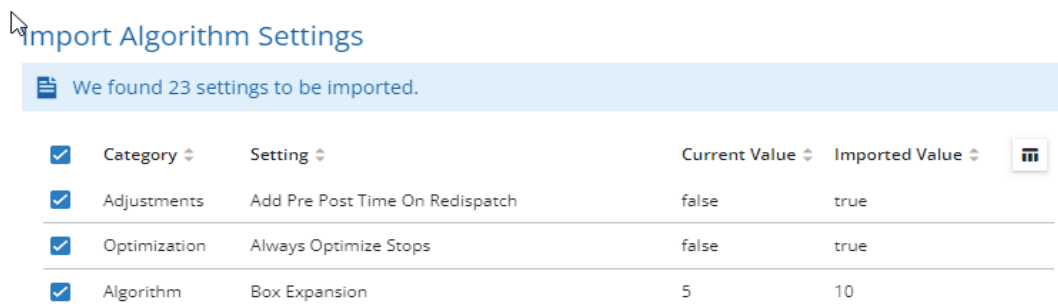 Import Algorithm Settings
We found 23 settings to be imported.
Category Setting Current Value Imported Value
Adjustments Add Pre Post Time On Redispatch false true
Optimization Always Optimize Stops false true
Algorithm Box Expansion 5 10